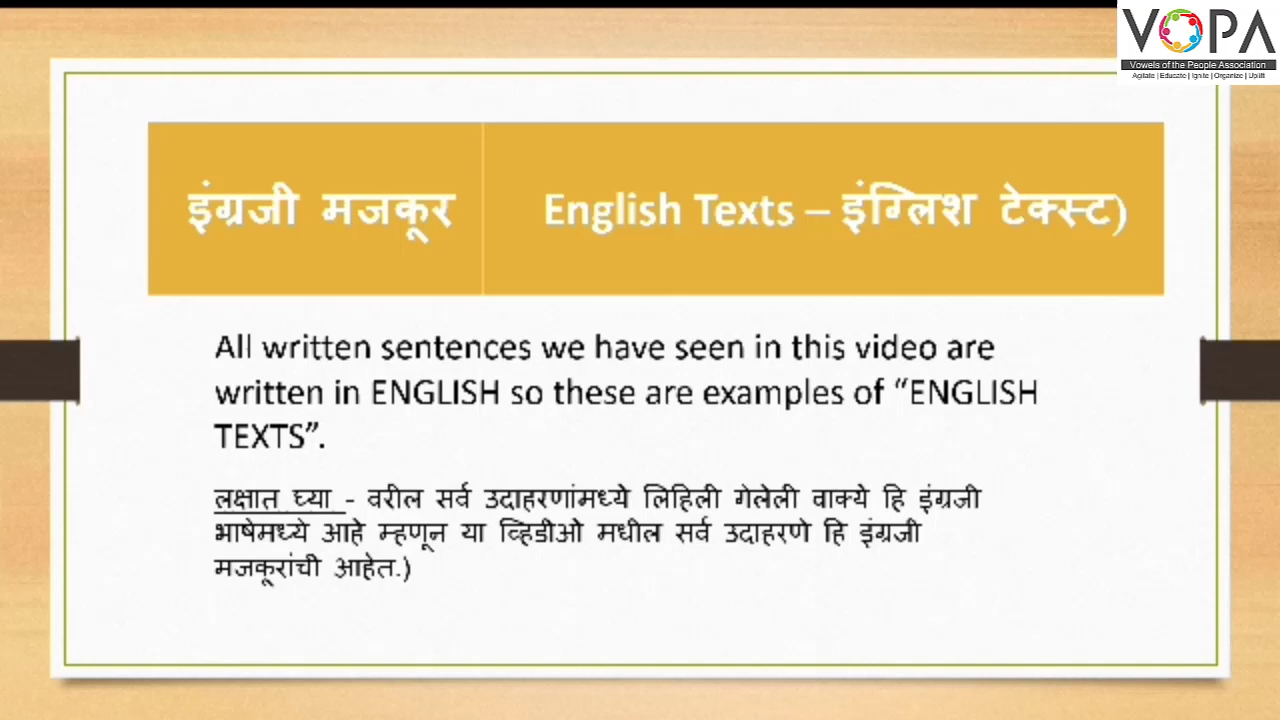 VOPA
Vowels of the People Association
Agitate | Educate | Ignite | Organize | Uplift
इंग्रजी मजकूर
English Texts – इंग्लिश टेक्स्ट)
All written sentences we have seen in this video are
written in ENGLISH so these are examples of “ENGLISH
TEXTS”.
लक्षात घ्या - वरील सर्व उदाहरणांमध्ये लिहिली गेलेली वाक्ये हि इंग्रजी
भाषेमध्ये आहे म्हणून या व्हिडीओ मधील सर्व उदाहरणे हि इंग्रजी
मजकूरांची आहेत.)